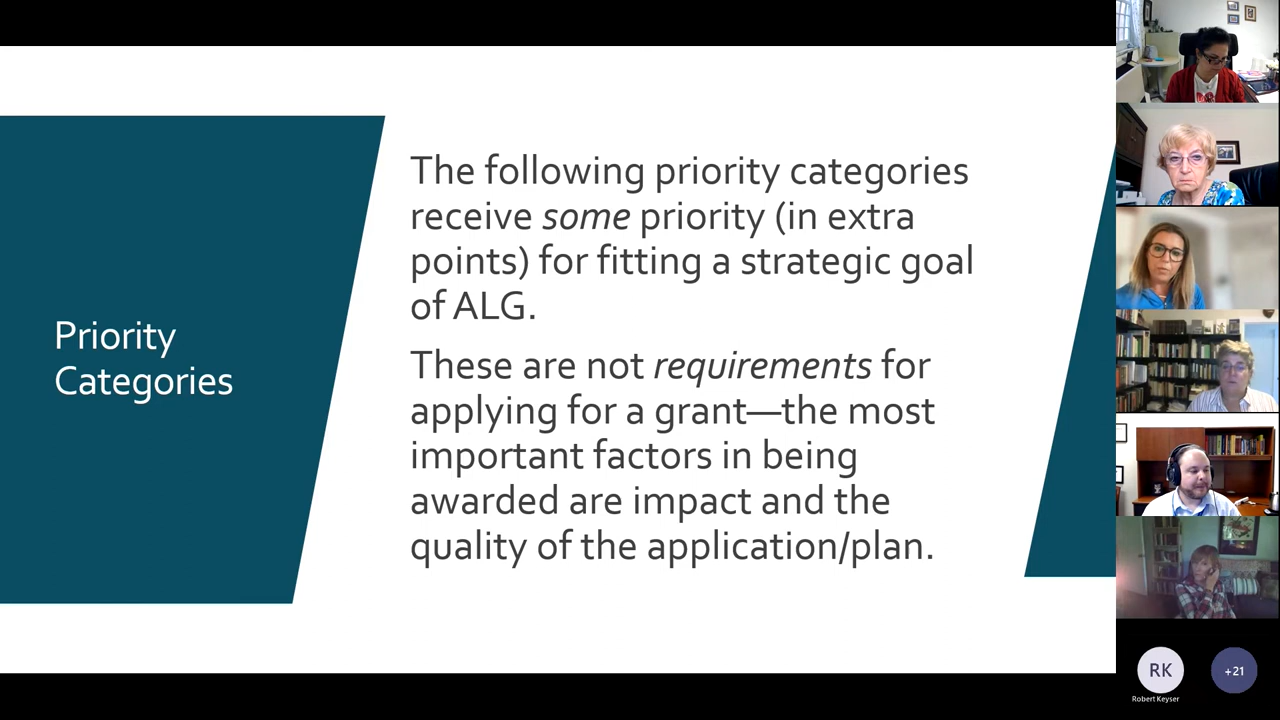 Priority
Categories
The following priority categories
receive some priority (in extra
points) for fitting a strategic goal
of ALG.
These are not requirements for
applying for a grant—the most
important factors in being
awarded are impact and the
quality of the application/plan.
RK
+21
Robert Keyser